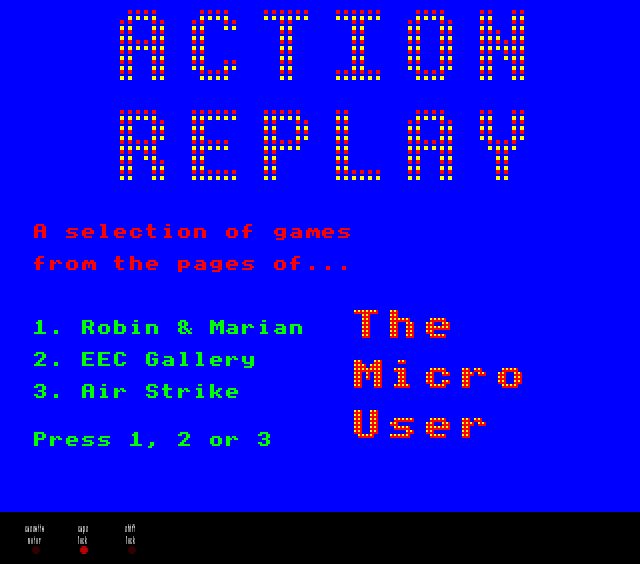 ACTION
REPLAY
A selection of games
from the pages of...
1. Robin & Marian
2. EEC Gallery
3. Air Strike
Press 1, 2 or 3
The
Micro
User
cassette motor
caps lock
shift lock